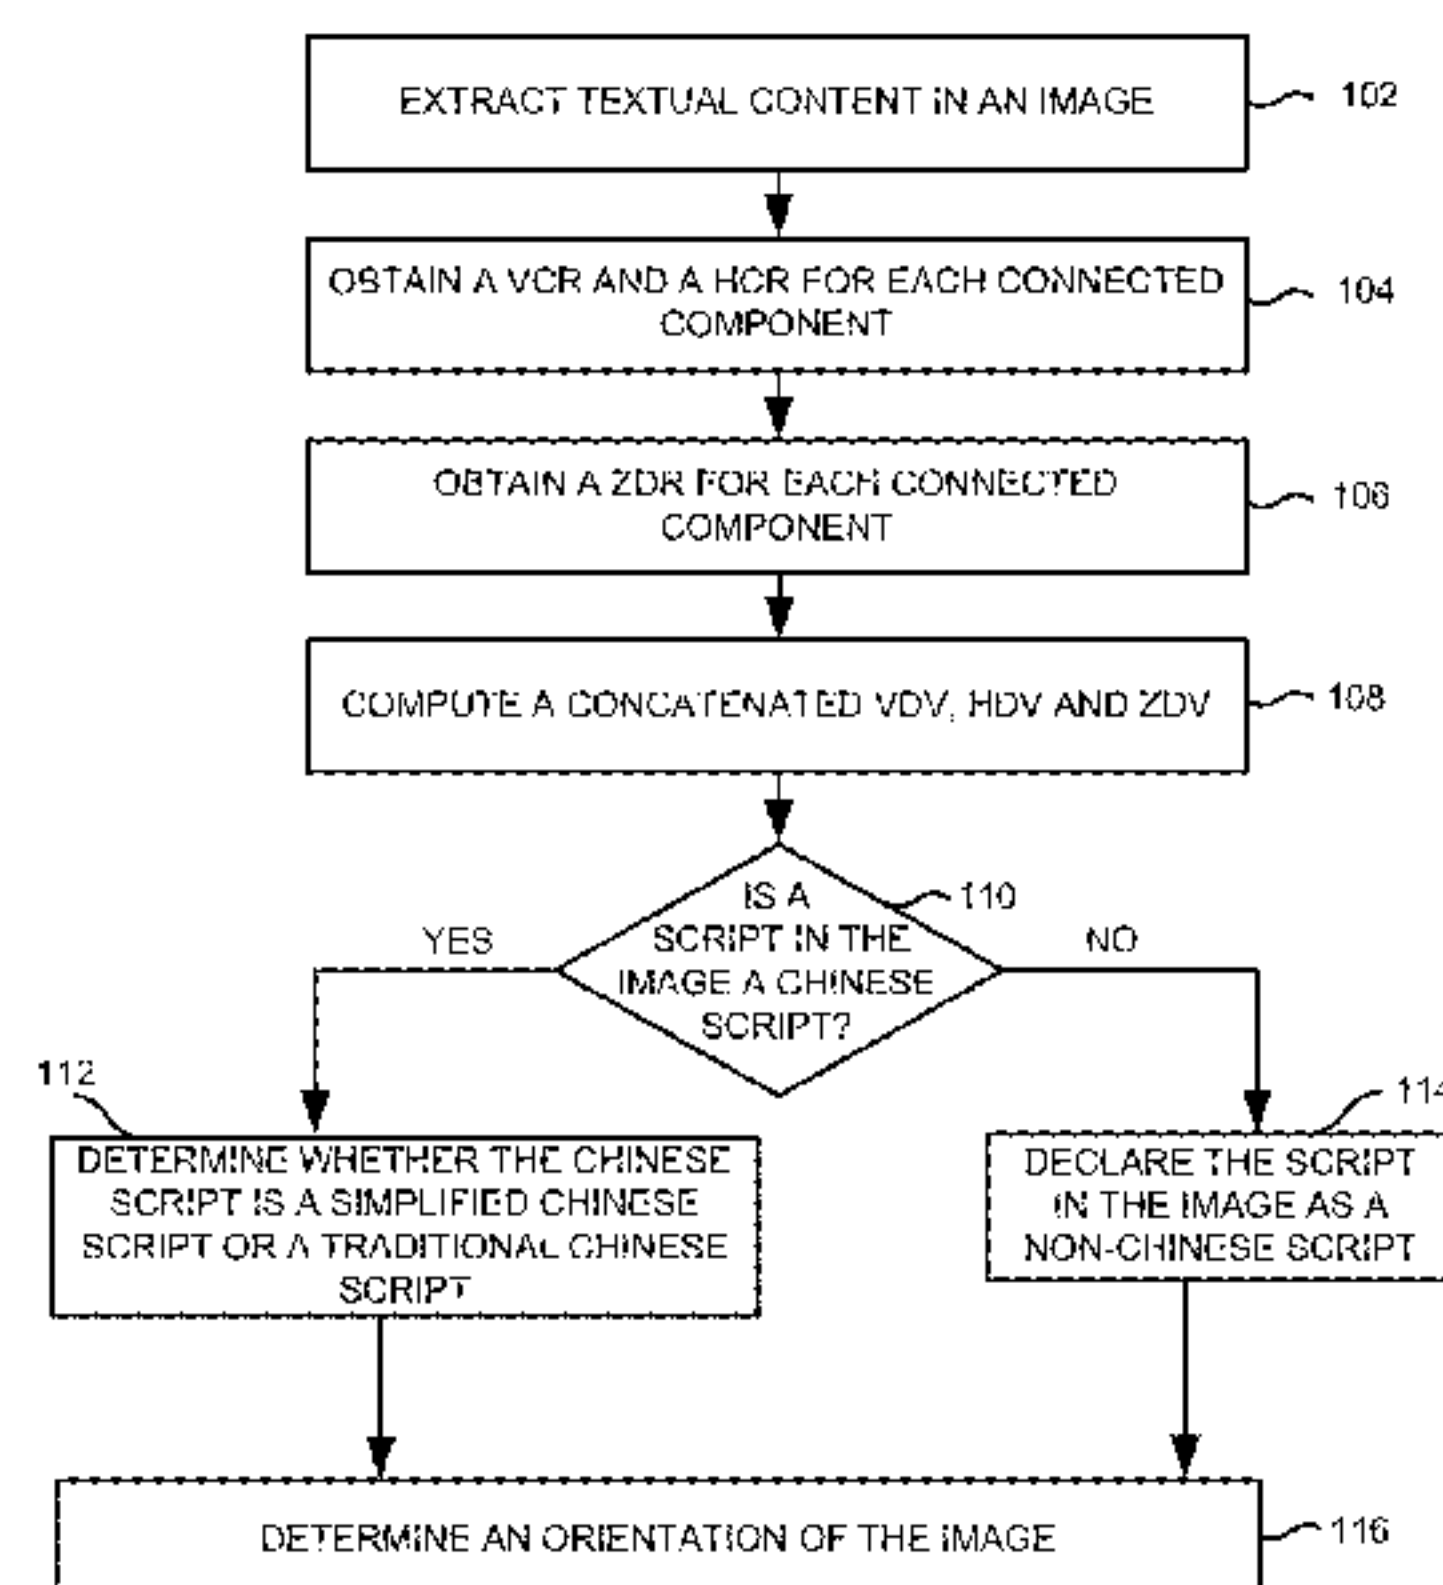 EXTRACT TEXTUAL CONTENT IN AN IMAGE
102
OBTAIN A VCR AND A HCR FOR EACH CONNECTED
COMPONENT
104
OBTAIN A ZDR FOR EACH CONNECTED
COMPONENT
106
COMPUTE A CONCATENATED VDV, HDV AND ZDV
108
IS A
SCRIPT IN THE
IMAGE A CHINESE
SCRIPT?
110
YES
NO
112
DETERMINE WHETHER THE CHINESE
SCRIPT IS A SIMPLIFIED CHINESE
SCRIPT OR A TRADITIONAL CHINESE
SCRIPT
114
DECLARE THE SCRIPT
IN THE IMAGE AS A
NON-CHINESE SCRIPT
DETERMINE AN ORIENTATION OF THE IMAGE
116